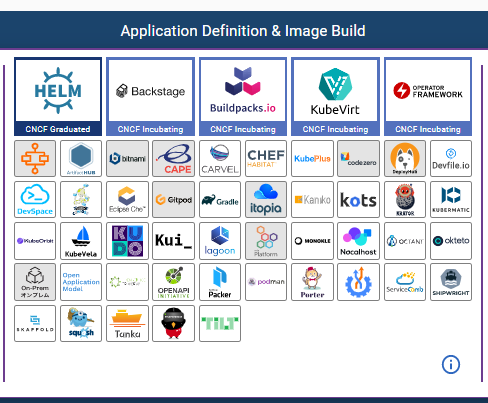 Application Definition & Image Build
HELM
CNCF Graduated
Backstage
CNCF Incubating
Buildpacks.io
CNCF Incubating
KubeVirt
CNCF Incubating
OPERATOR
FRAMEWORK
CNCF Incubating
ArtifactHUB
bitnami
CAPE
CARVEL
CHEF
HABITAT
KubePlus
codezero
DeployHub
Devfile.io
DevSpace
Eclipse Che™
Gitpod
Gradle
itopia
Kaniko
kots
KRATOR
KUBERMATIC
KubeOrbit
KubeVela
KUDO
Kui_
lagoon
Platform
MONOKLE
Nocalhost
OCTANT
okteto
On-Prem
オンプレム
Open
Application
Model
OPENAPI
INITIATIVE
Packer
podman
Porter
ServiceComb
SHIPWRIGHT
SKAFFOLD
squash
Tanka
TILT